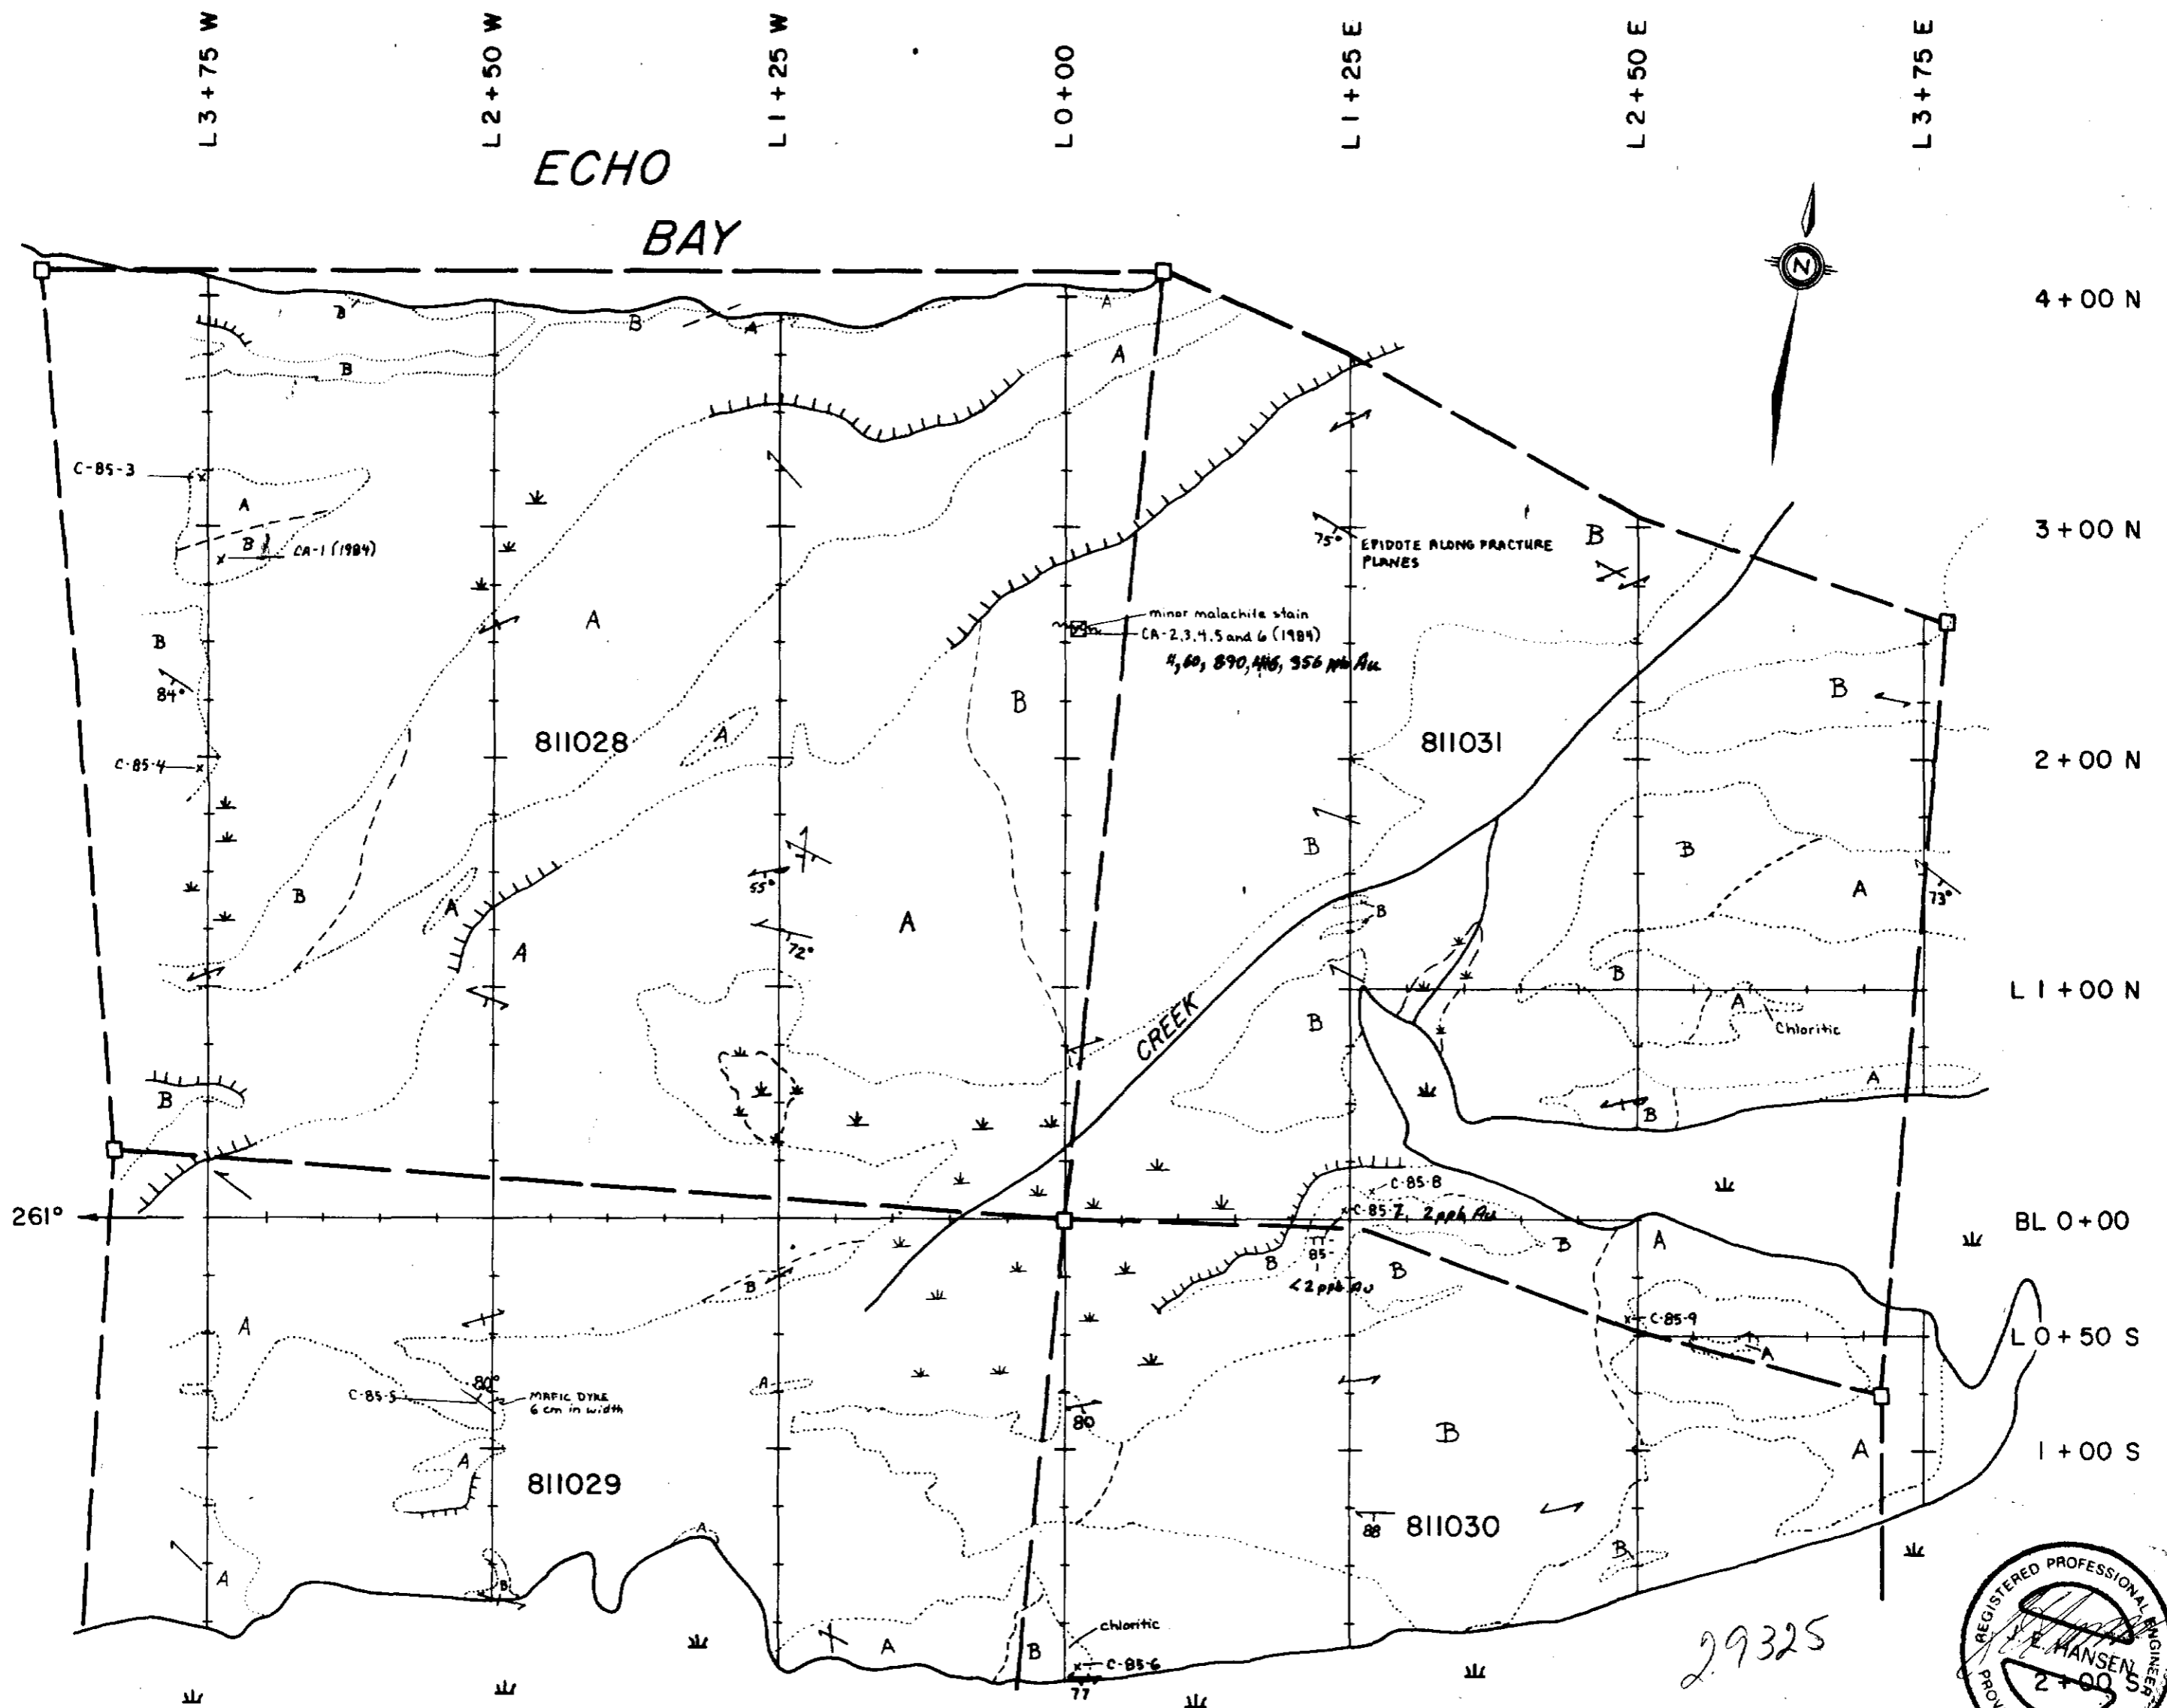 L 3 + 75 W
L 2 + 50 W
L 1 + 25 W
L 0 + 00
L 1 + 25 E
L 2 + 50 E
L 3 + 75 E
ECHO
BAY
N
4 + 00 N
B
B
A
A
A
B
C-85-3
A
B
CA-1 (1984)
3 + 00 N
75°
EPIDOTE ALONG FRACTURE
PLANES
B
B
84°
A
minor malachite stain
CA-2,3,4,5 and 6 (1984)
B
B
811028
A
811031
2 + 00 N
C-85-4
B
B
A
55°
73°
B
A
A
A
72°
B
B
L 1 + 00 N
A
Chloritic
B
CREEK
B
A
B
C-85-8
261°
C-85-7 2 ppb Au
BL 0 + 00
A
B
B
85
B
B
<2 ppb Au
C-85-9
A
L 0 + 50 S
A
80°
C-85-5
MAFIC DYKE
6 cm in width
A
80
B
A
1 + 00 S
A
811029
88
811030
A
B
A
B
chloritic
A
B
C-85-6
77
29325
REGISTERED PROFESSIONAL ENGINEER
J. E. HANSEN
2 + 00 S